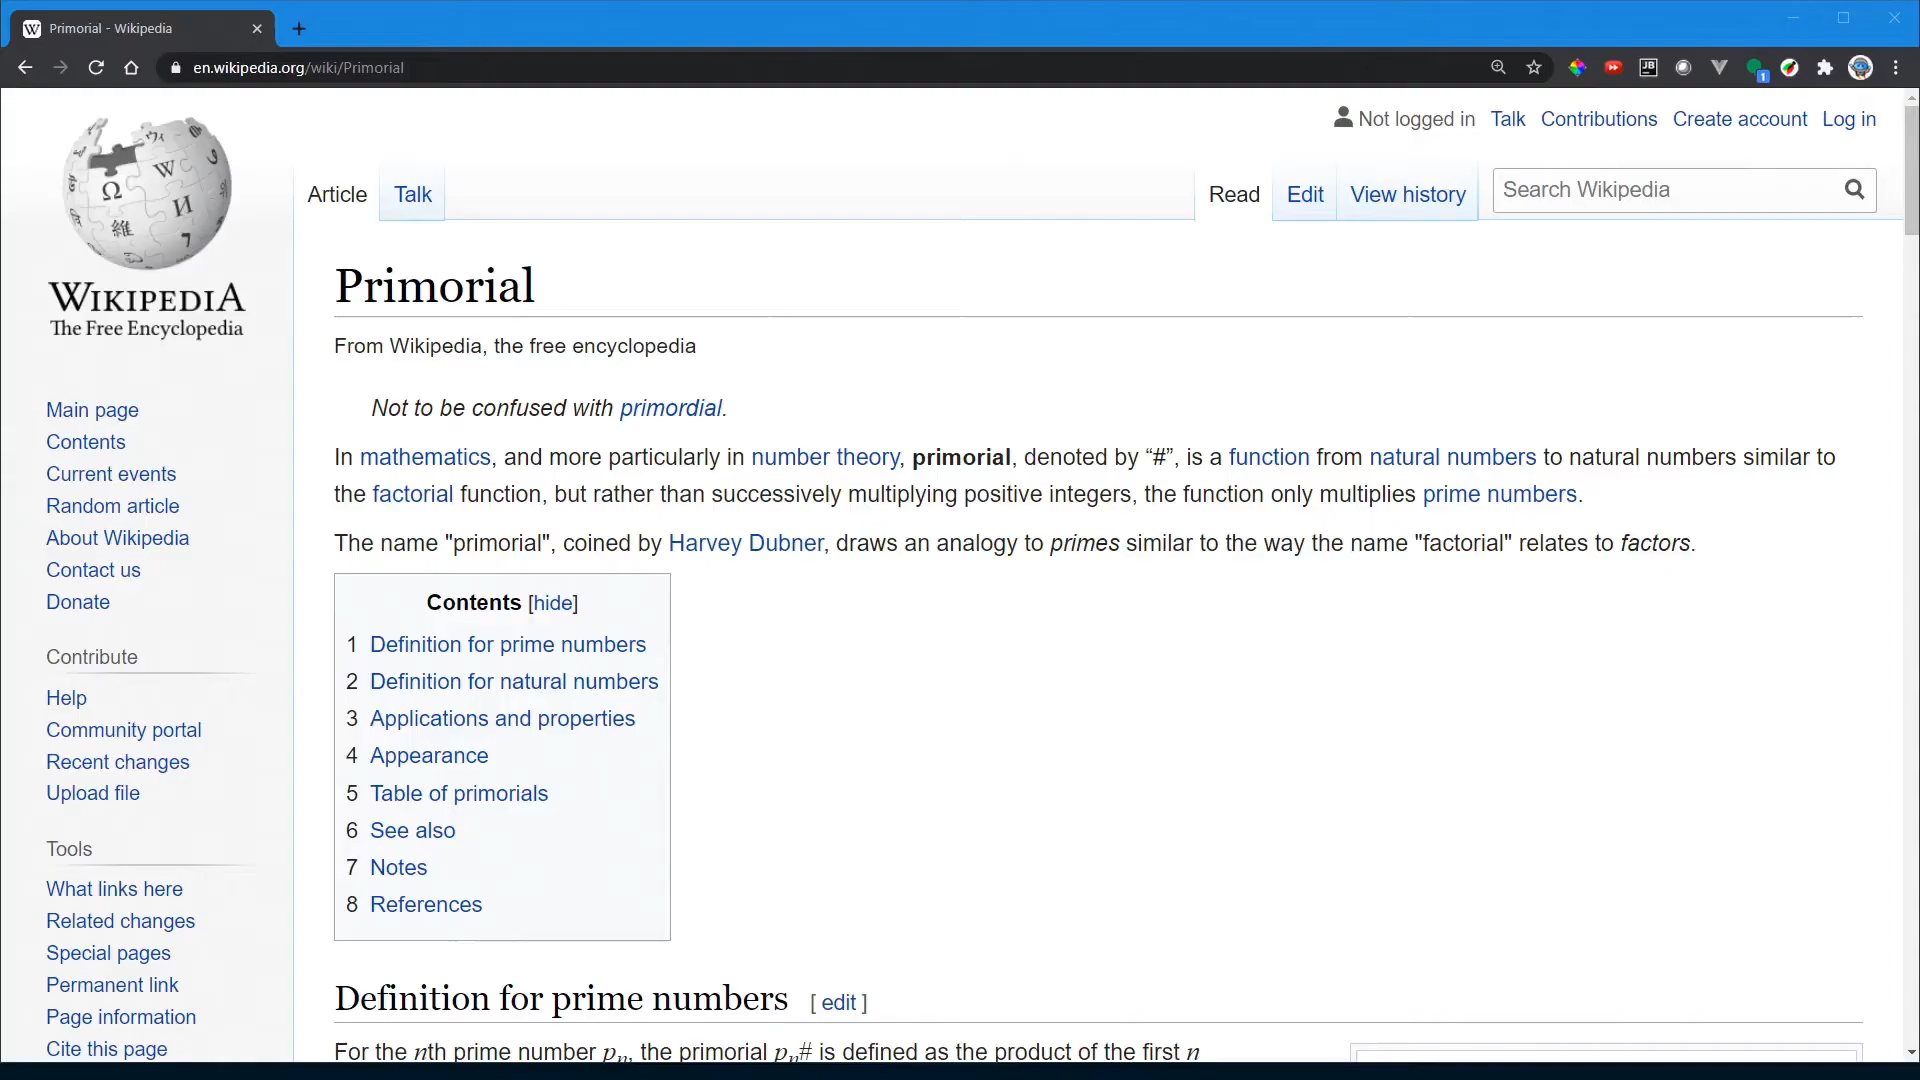 Primorial - Wikipedia
en.wikipedia.org/wiki/Primorial
JB
1
Not logged in Talk Contributions Create account Log in
Article Talk Read Edit View history Search Wikipedia
Ω W И 維 7 ウィ
WIKIPEDIA
The Free Encyclopedia
Main page
Contents
Current events
Random article
About Wikipedia
Contact us
Donate
Contribute
Help
Community portal
Recent changes
Upload file
Tools
What links here
Related changes
Special pages
Permanent link
Page information
Cite this page
Primorial
From Wikipedia, the free encyclopedia
Not to be confused with primordial.
In mathematics, and more particularly in number theory, primorial, denoted by “#”, is a function from natural numbers to natural numbers similar to
the factorial function, but rather than successively multiplying positive integers, the function only multiplies prime numbers.
The name "primorial", coined by Harvey Dubner, draws an analogy to primes similar to the way the name "factorial" relates to factors.
Contents [hide]
1 Definition for prime numbers
2 Definition for natural numbers
3 Applications and properties
4 Appearance
5 Table of primorials
6 See also
7 Notes
8 References
Definition for prime numbers [ edit ]
For the nth prime number pn, the primorial pn# is defined as the product of the first n